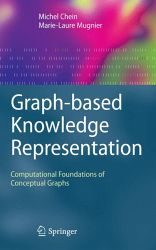 Michel Chein
Marie-Laure Mugnier
Graph-based
Knowledge
Representation
Computational Foundations of
Conceptual Graphs
Springer